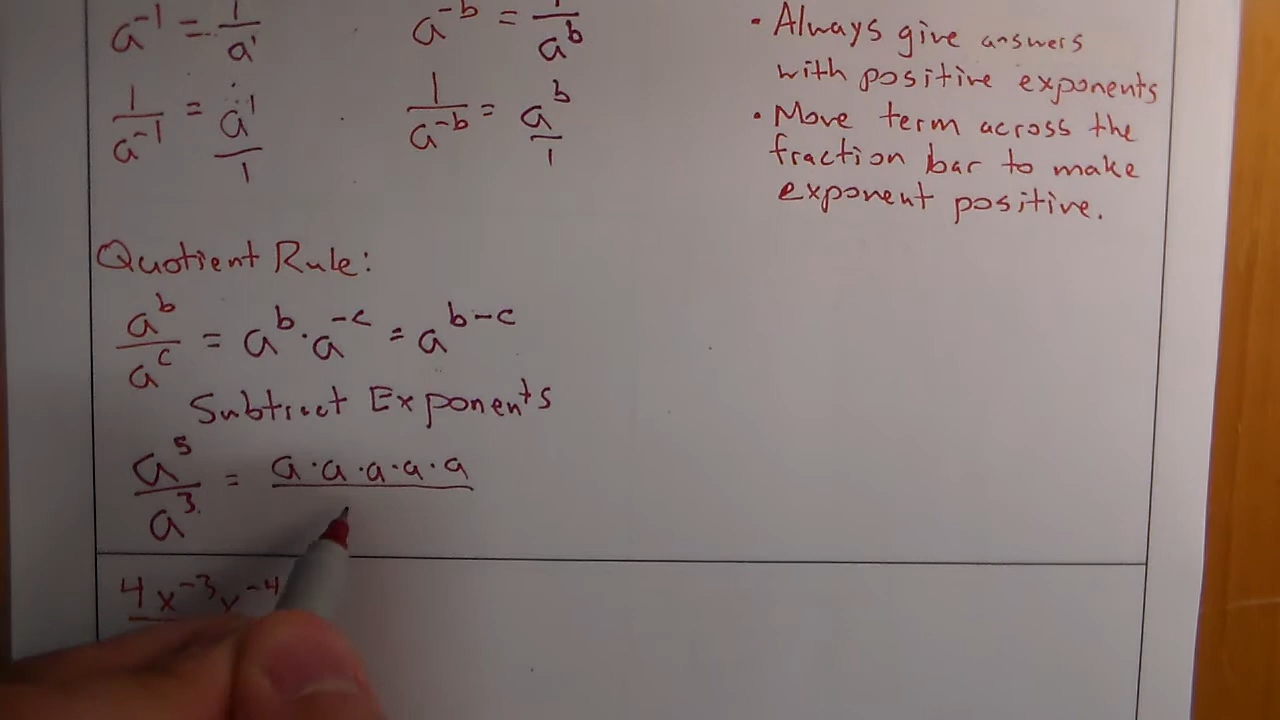 a⁻¹ = 1/a¹
a⁻ᵇ = 1/aᵇ
1/a⁻¹ = a¹/1
1/a⁻ᵇ = aᵇ/1
• Always give answers
with positive exponents
• Move term across the
fraction bar to make
exponent positive.
Quotient Rule:
aᵇ/aᶜ = aᵇ · a⁻ᶜ = aᵇ⁻ᶜ
Subtract Exponents
a⁵/a³ = a·a·a·a·a
4x⁻³y⁻⁴